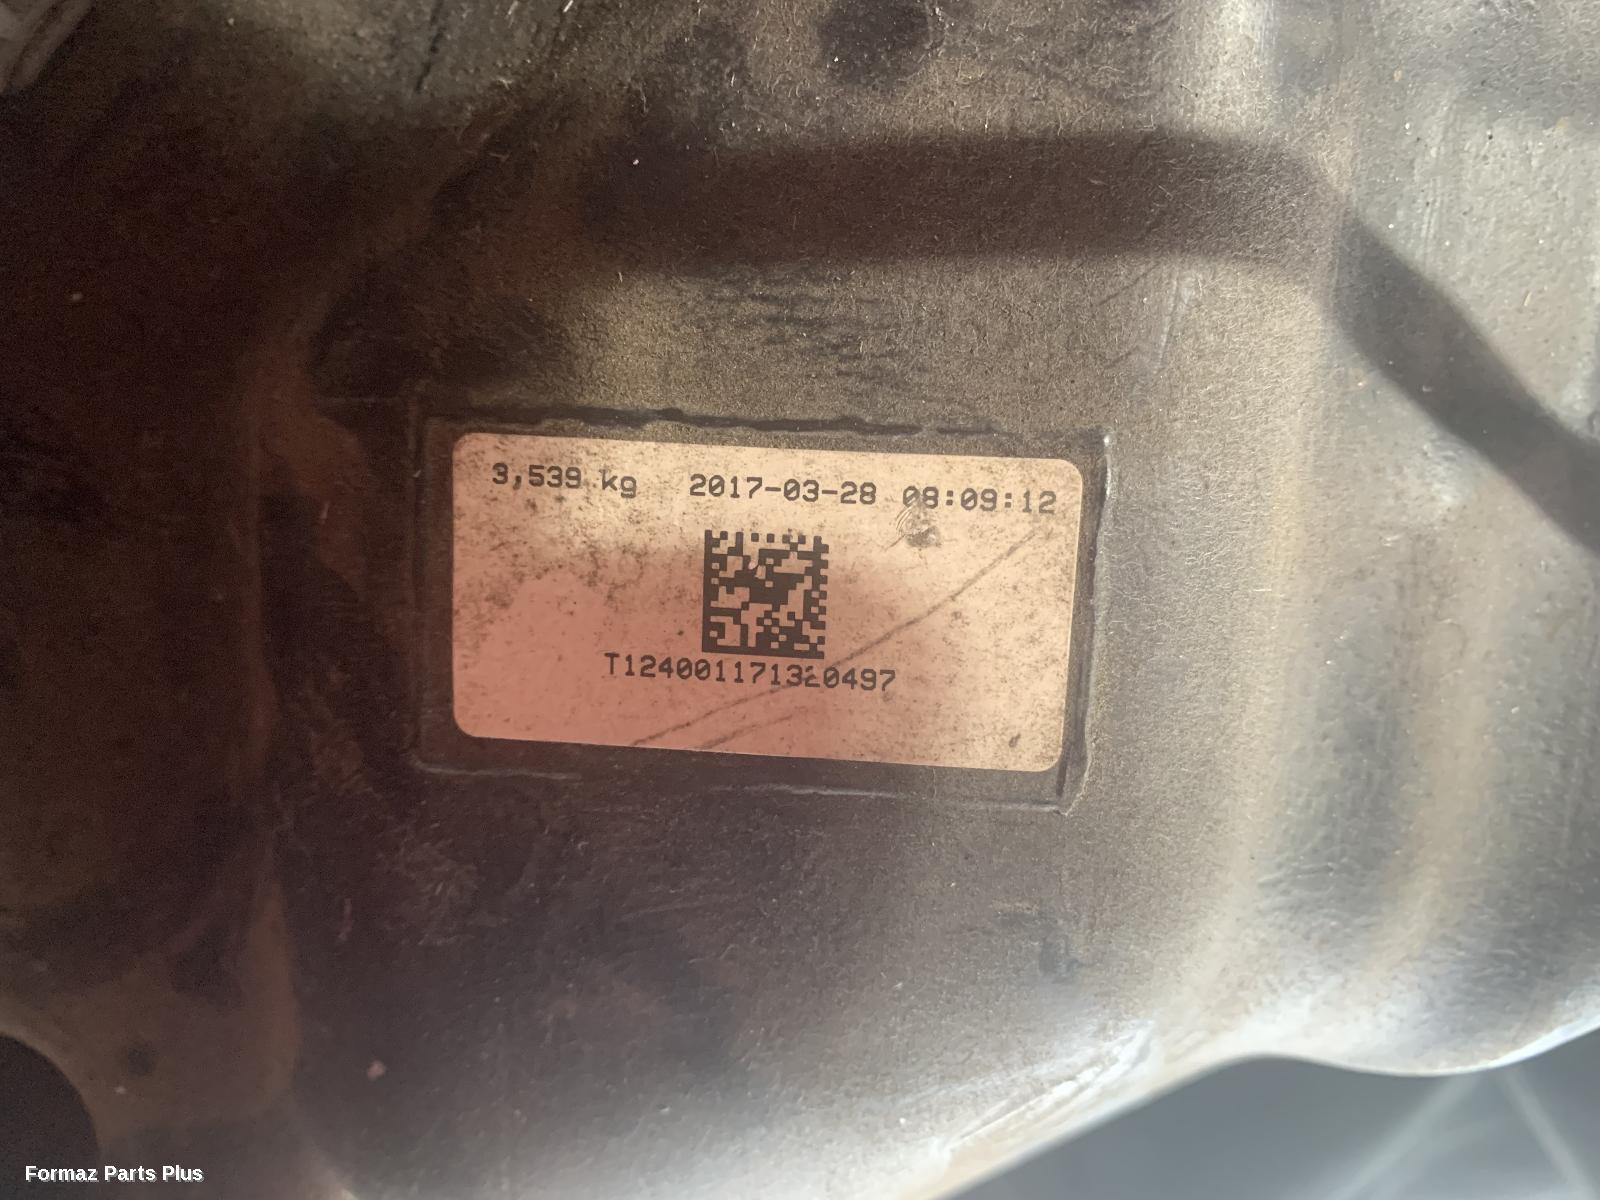 3,539 kg 2017-03-28 08:09:12
T124001171320497
Formaz Parts Plus